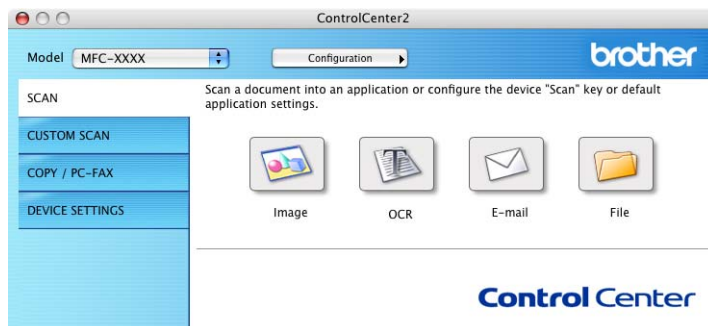 ControlCenter2
Model MFC-XXXX Configuration brother
SCAN
Scan a document into an application or configure the device "Scan" key or default
application settings.
CUSTOM SCAN
COPY / PC-FAX
DEVICE SETTINGS
Image OCR E-mail File
Control Center